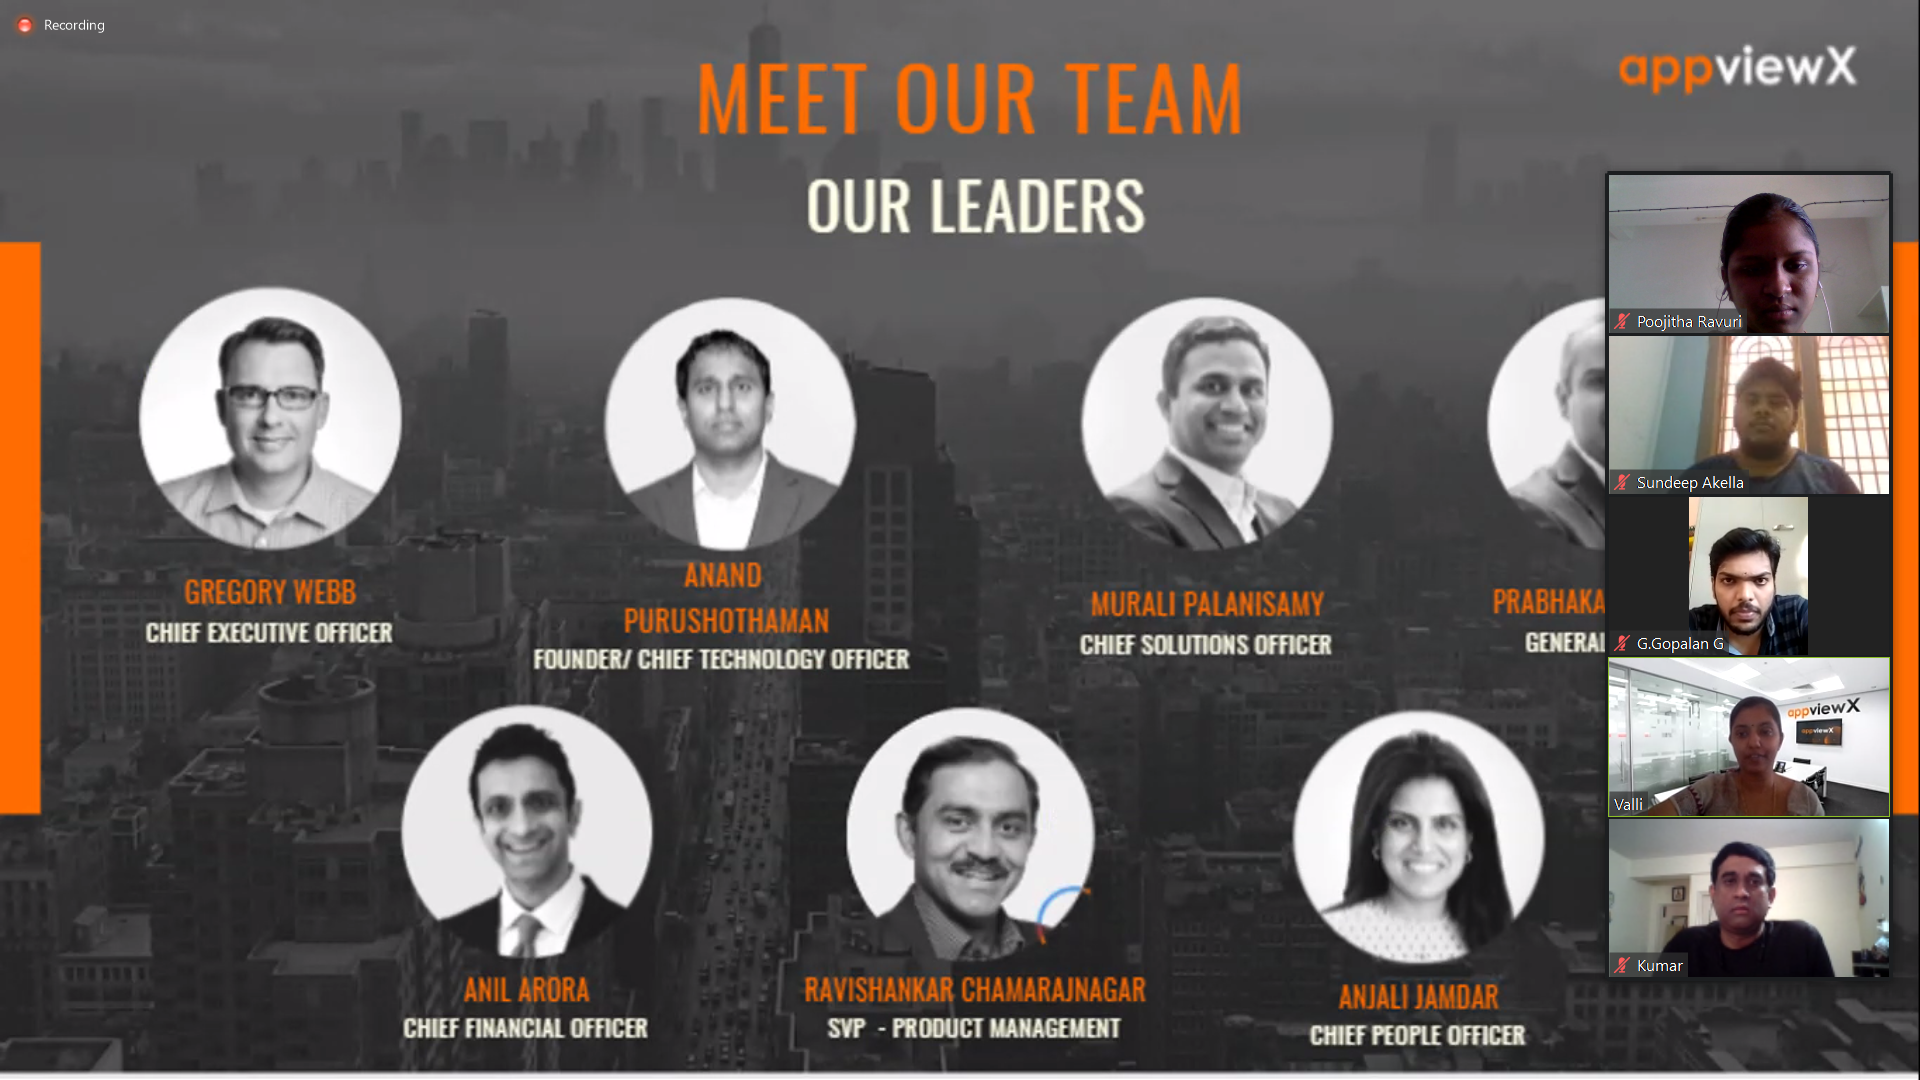 Recording
appviewX
MEET OUR TEAM
OUR LEADERS
GREGORY WEBB
CHIEF EXECUTIVE OFFICER
ANAND
PURUSHOTHAMAN
FOUNDER/ CHIEF TECHNOLOGY OFFICER
MURALI PALANISAMY
CHIEF SOLUTIONS OFFICER
PRABHAKA
GENERAL
ANIL ARORA
CHIEF FINANCIAL OFFICER
RAVISHANKAR CHAMARAJNAGAR
SVP - PRODUCT MANAGEMENT
ANJALI JAMDAR
CHIEF PEOPLE OFFICER
Poojitha Ravuri
Sundeep Akella
G.Gopalan G
appviewX
appviewX
Valli
Kumar